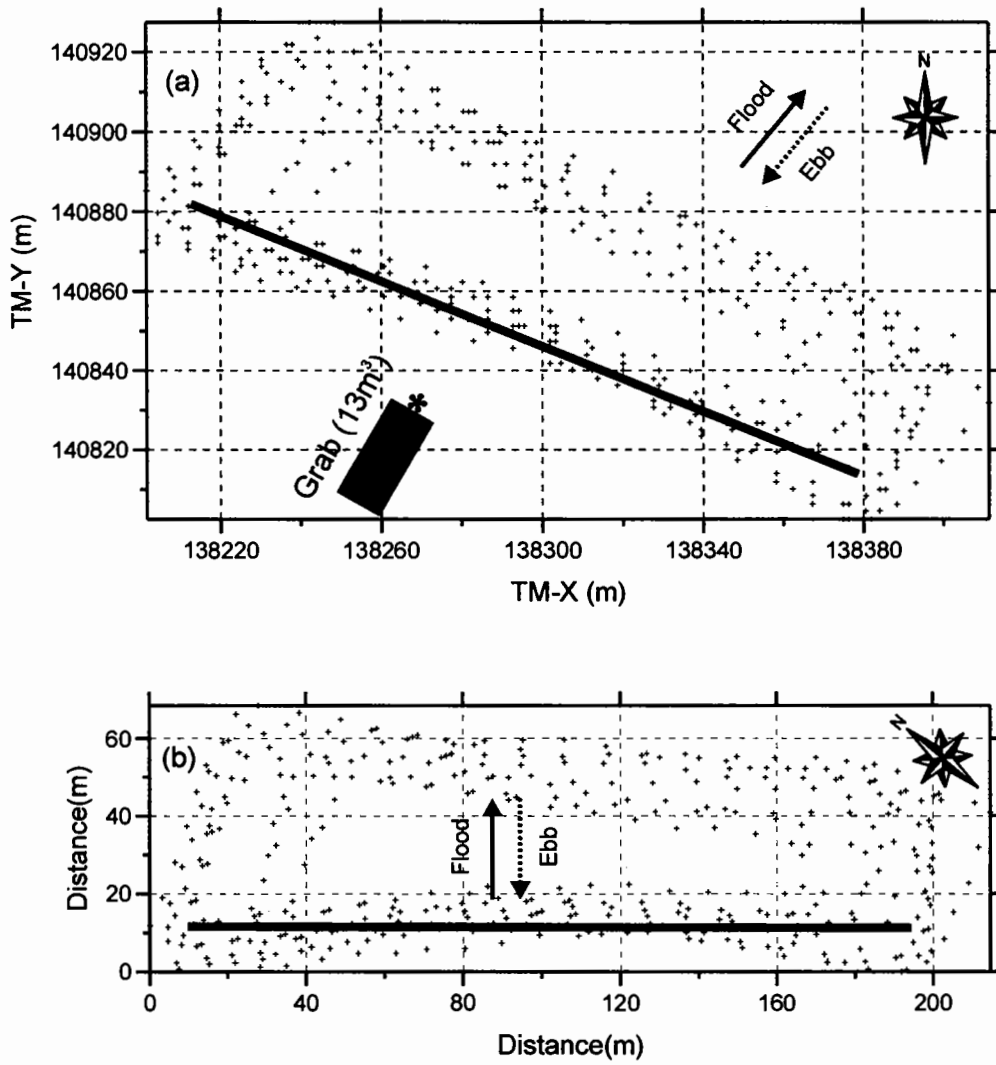 (a)
N
Flood
Ebb
Grab (13m³)
*
140920
140900
140880
140860
140840
140820
TM-Y (m)
138220
138260
138300
138340
138380
TM-X (m)
(b)
N
Flood
Ebb
60
40
20
0
Distance(m)
0
40
80
120
160
200
Distance(m)